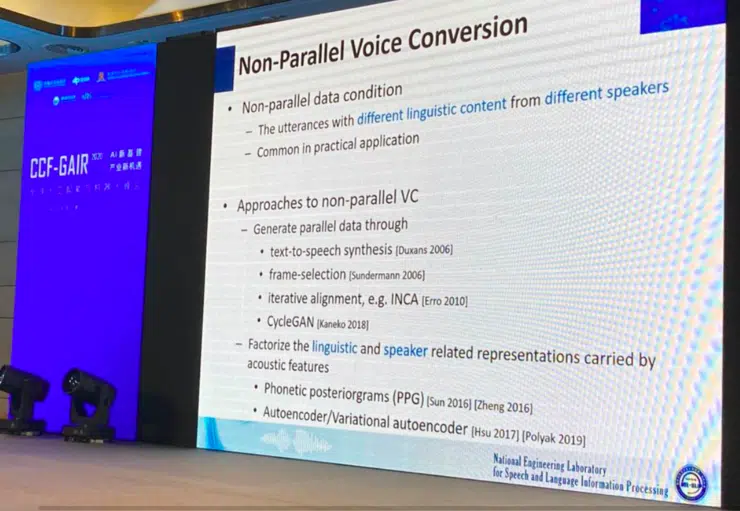 CCF-GAIR 2020
AI新基建
产业新机遇
Non-Parallel Voice Conversion
• Non-parallel data condition
– The utterances with different linguistic content from different speakers
– Common in practical application
• Approaches to non-parallel VC
– Generate parallel data through
• text-to-speech synthesis [Duxans 2006]
• frame-selection [Sundermann 2006]
• iterative alignment, e.g. INCA [Erro 2010]
• CycleGAN [Kaneko 2018]
– Factorize the linguistic and speaker related representations carried by
acoustic features
• Phonetic posteriorgrams (PPG) [Sun 2016] [Zheng 2016]
• Autoencoder/Variational autoencoder [Hsu 2017] [Polyak 2019]
National Engineering Laboratory
for Speech and Language Information Processing